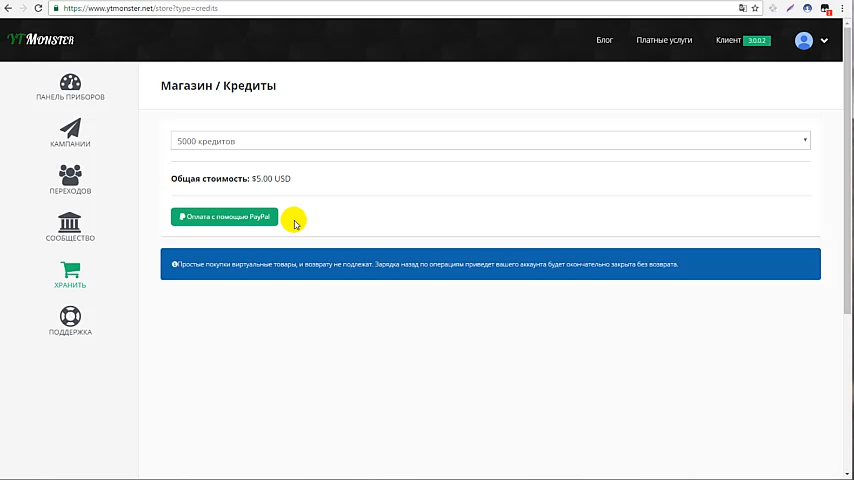 https://www.ytmonster.net/store?type=credits
YT Monster
Блог
Платные услуги
Клиент 3.0.0.2
ПАНЕЛЬ ПРИБОРОВ
КАМПАНИИ
ПЕРЕХОДОВ
СООБЩЕСТВО
ХРАНИТЬ
ПОДДЕРЖКА
Магазин / Кредиты
5000 кредитов
Общая стоимость: $5.00 USD
Оплата с помощью PayPal
Простые покупки виртуальные товары, и возврату не подлежат. Зарядка назад по операциям приведет вашего аккаунта будет окончательно закрыта без возврата.